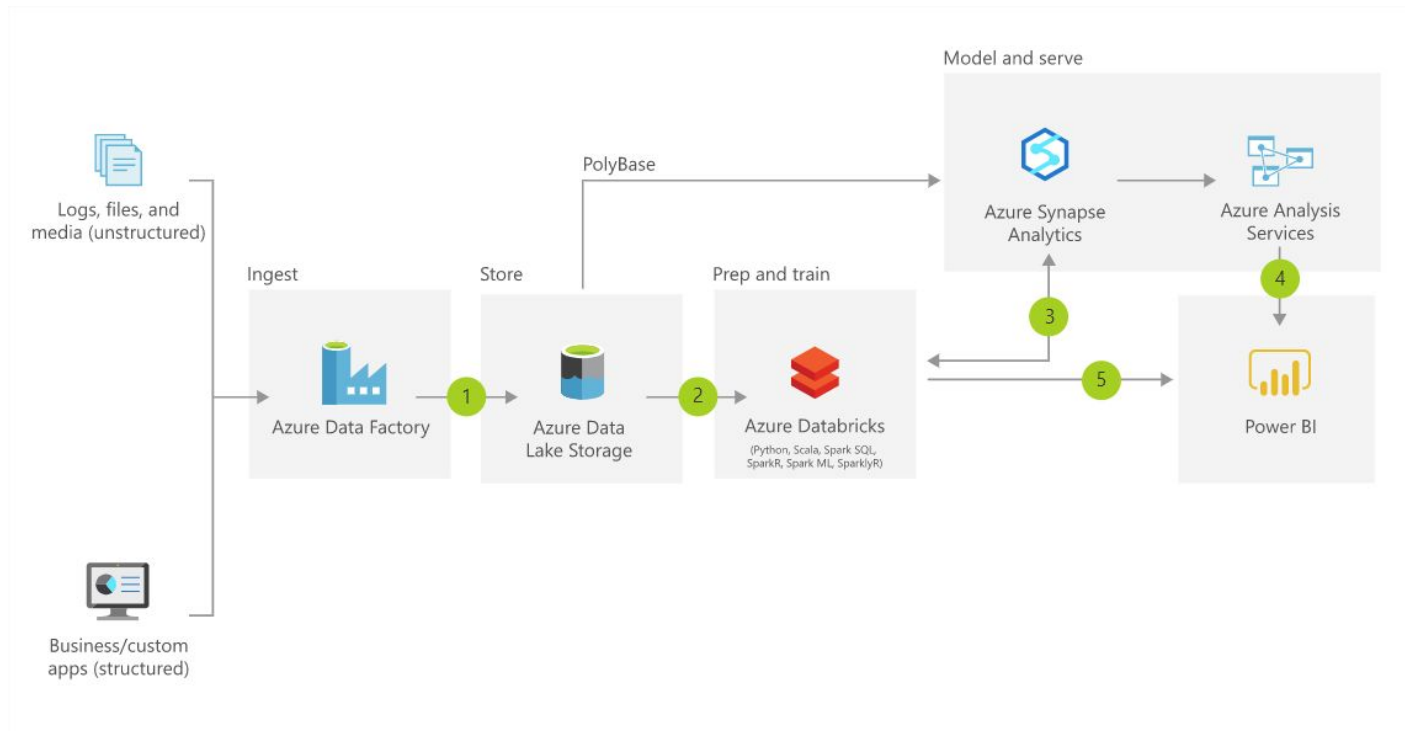 Model and serve
PolyBase
Logs, files, and
media (unstructured)
Azure Synapse
Analytics
Azure Analysis
Services
Ingest
Store
Prep and train
4
3
1
2
5
Azure Data Factory
Azure Data
Lake Storage
Azure Databricks
(Python, Scala, Spark SQL,
SparkR, Spark ML, SparklyR)
Power BI
Business/custom
apps (structured)